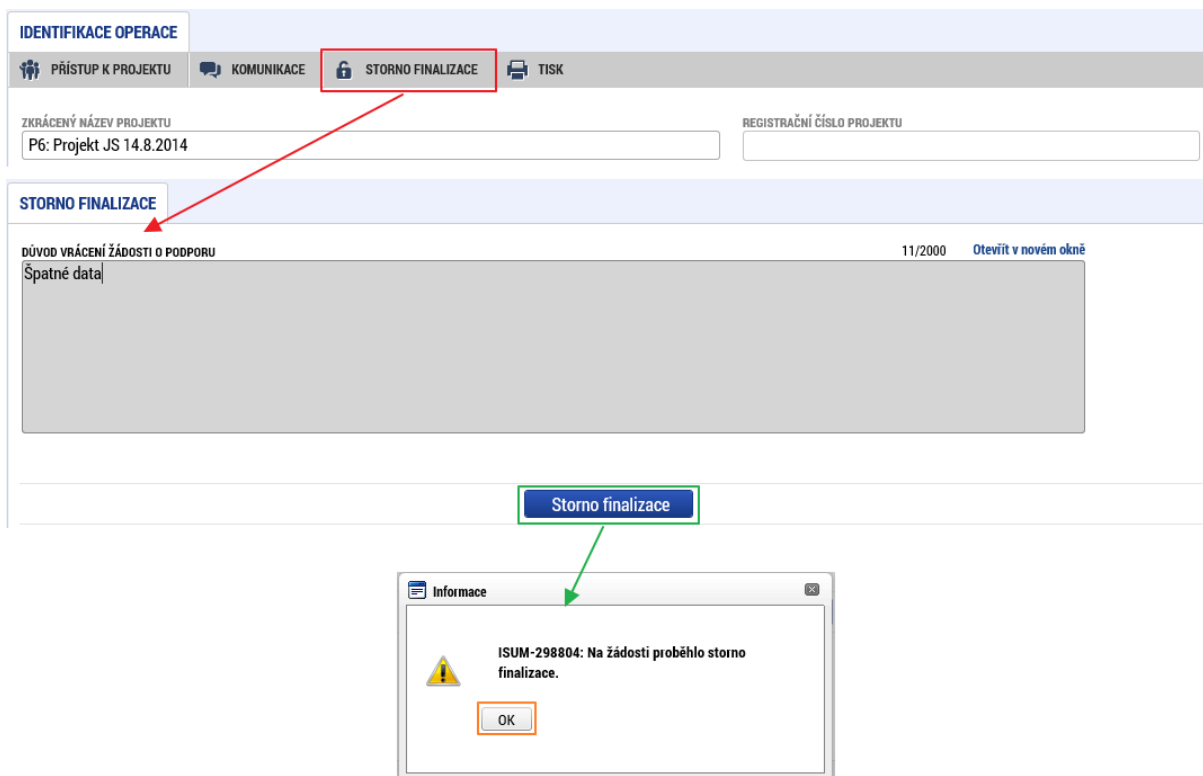 IDENTIFIKACE OPERACE
PŘÍSTUP K PROJEKTU KOMUNIKACE STORNO FINALIZACE TISK
ZKRÁCENÝ NÁZEV PROJEKTU REGISTRAČNÍ ČÍSLO PROJEKTU
P6: Projekt JS 14.8.2014
STORNO FINALIZACE
DŮVOD VRÁCENÍ ŽÁDOSTI O PODPORU 11/2000 Otevřít v novém okně
Špatné data
Storno finalizace
Informace
ISUM-298804: Na žádosti proběhlo storno
finalizace.
OK